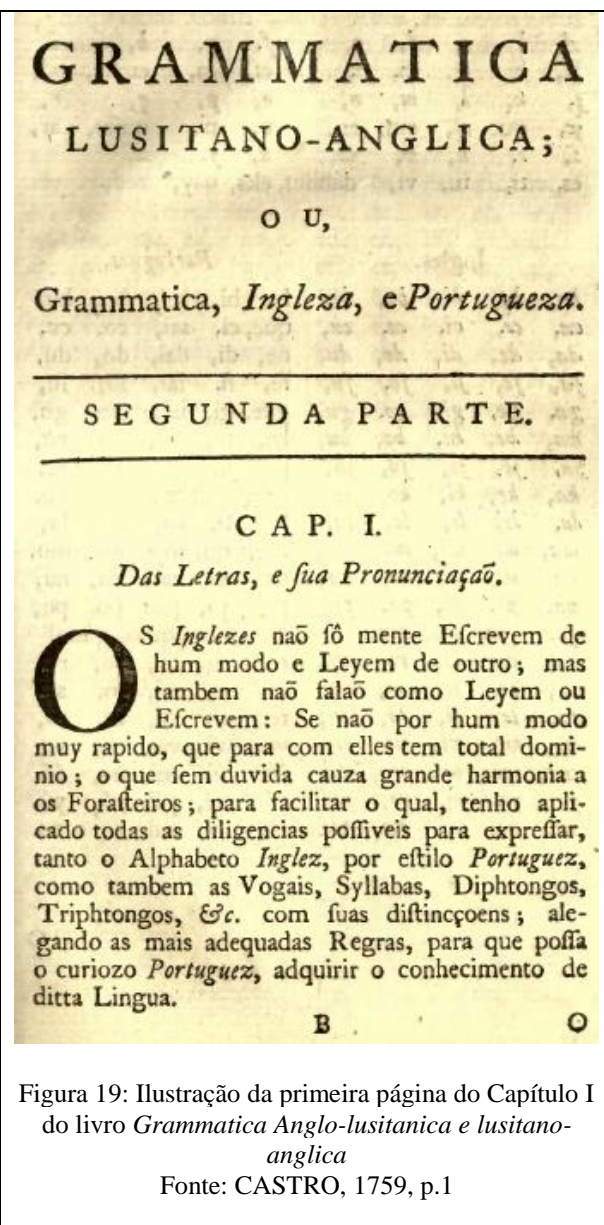 GRAMMATICA
LUSITANO-ANGLICA;
OU,
Grammatica, Ingleza, e Portugueza.
SEGUNDA PARTE.
CAP. I.
Das Letras, e ſua Pronunciaçaõ.
OS Inglezes naõ ſô mente Eſcrevem de
hum modo e Leyem de outro; mas
tambem naõ falaõ como Leyem ou
Eſcrevem: Se naõ por hum modo
muy rapido, que para com elles tem total domi-
nio; o que ſem duvida cauza grande harmonia a
os Foraſteiros; para facilitar o qual, tenho apli-
cado todas as diligencias poſſiveis para expreſſar,
tanto o Alphabeto Inglez, por eſtilo Portuguez,
como tambem as Vogais, Syllabas, Diphtongos,
Triphtongos, &c. com ſuas diſtincçoens; ale-
gando as mais adequadas Regras, para que poſſa
o curiozo Portuguez, adquirir o conhecimento de
ditta Lingua.
B O
Figura 19: Ilustração da primeira página do Capítulo I
do livro Grammatica Anglo-lusitanica e lusitano-
anglica
Fonte: CASTRO, 1759, p.1